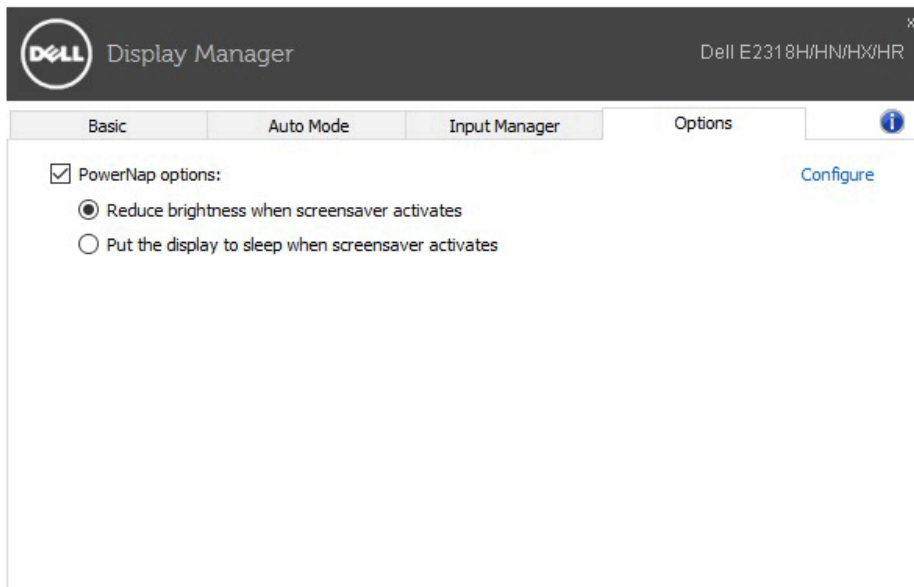 x
DELL Display Manager Dell E2318H/HN/HX/HR
Basic Auto Mode Input Manager Options i
PowerNap options: Configure
Reduce brightness when screensaver activates
Put the display to sleep when screensaver activates